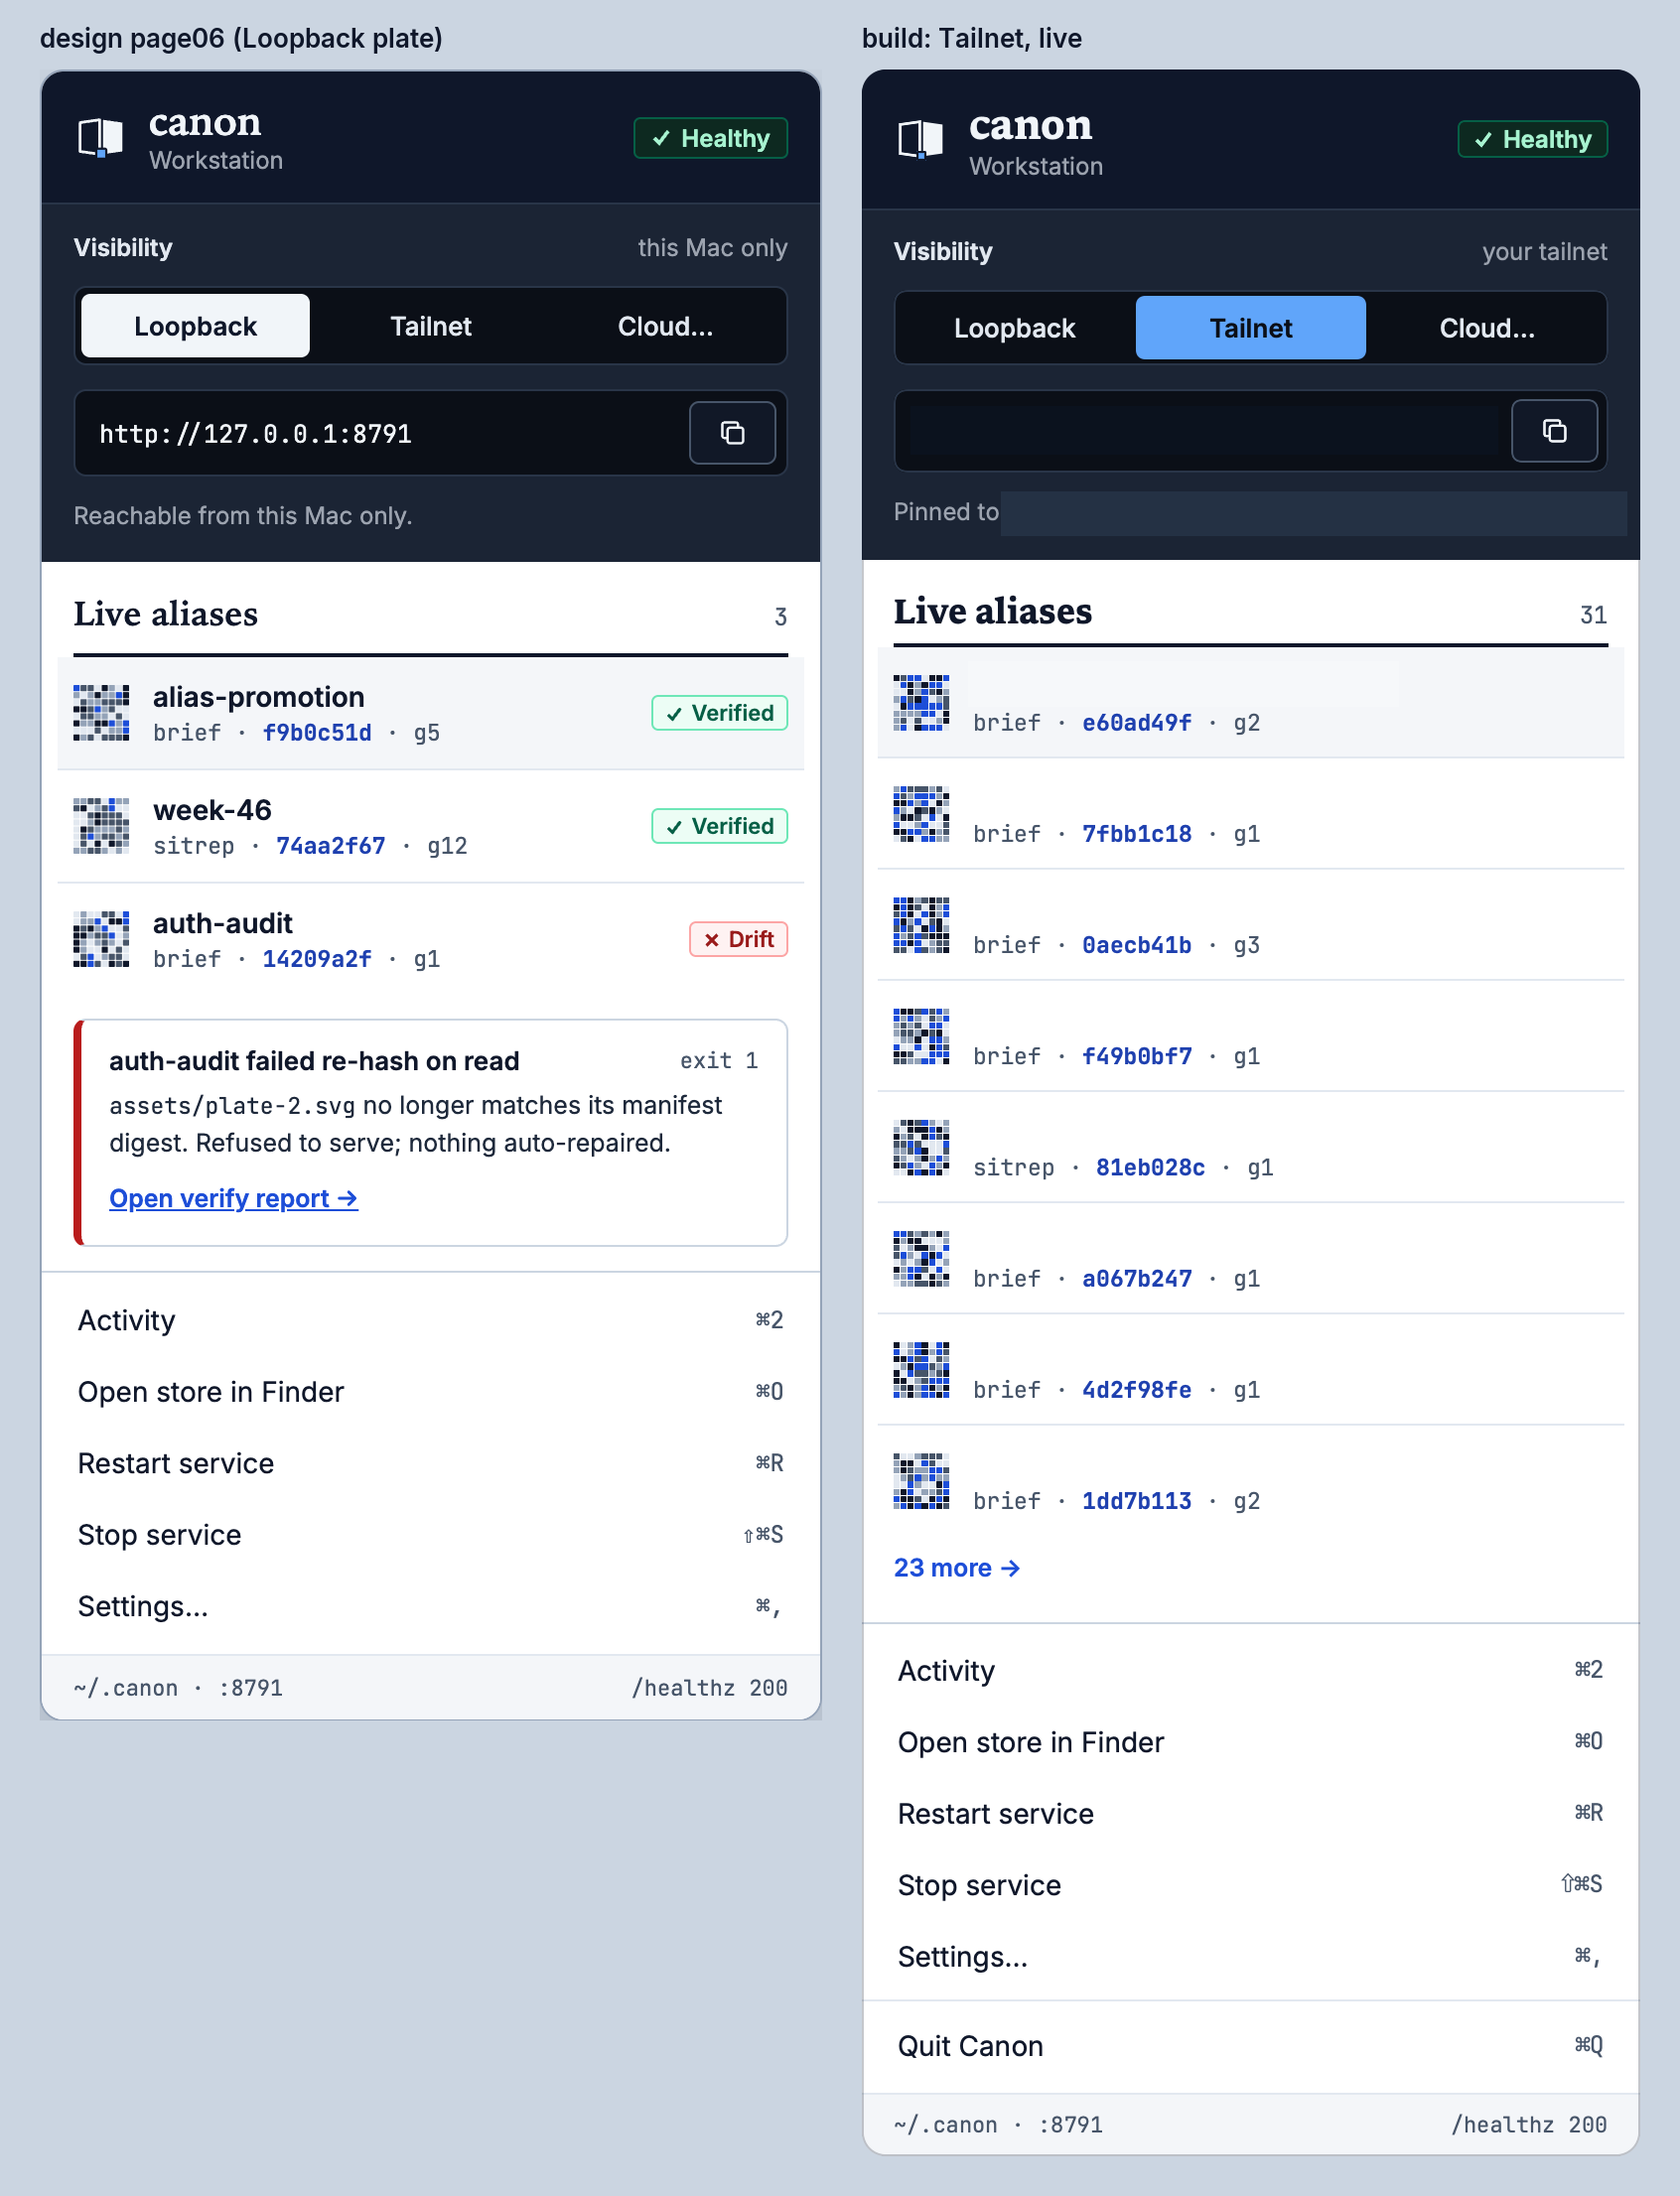 design page06 (Loopback plate)
canon
Workstation
✓ Healthy
Visibility
this Mac only
Loopback
Tailnet
Cloud...
http://127.0.0.1:8791
Reachable from this Mac only.
Live aliases
3
alias-promotion
brief · f9b0c51d · g5
✓ Verified
week-46
sitrep · 74aa2f67 · g12
✓ Verified
auth-audit
brief · 14209a2f · g1
× Drift
auth-audit failed re-hash on read
exit 1
assets/plate-2.svg no longer matches its manifest
digest. Refused to serve; nothing auto-repaired.
Open verify report →
Activity
⌘2
Open store in Finder
⌘O
Restart service
⌘R
Stop service
⇧⌘S
Settings...
⌘,
~/.canon · :8791
/healthz 200
build: Tailnet, live
canon
Workstation
✓ Healthy
Visibility
your tailnet
Loopback
Tailnet
Cloud...
Pinned to
Live aliases
31
brief · e60ad49f · g2
brief · 7fbb1c18 · g1
brief · 0aecb41b · g3
brief · f49b0bf7 · g1
sitrep · 81eb028c · g1
brief · a067b247 · g1
brief · 4d2f98fe · g1
brief · 1dd7b113 · g2
23 more →
Activity
⌘2
Open store in Finder
⌘O
Restart service
⌘R
Stop service
⇧⌘S
Settings...
⌘,
Quit Canon
⌘Q
~/.canon · :8791
/healthz 200